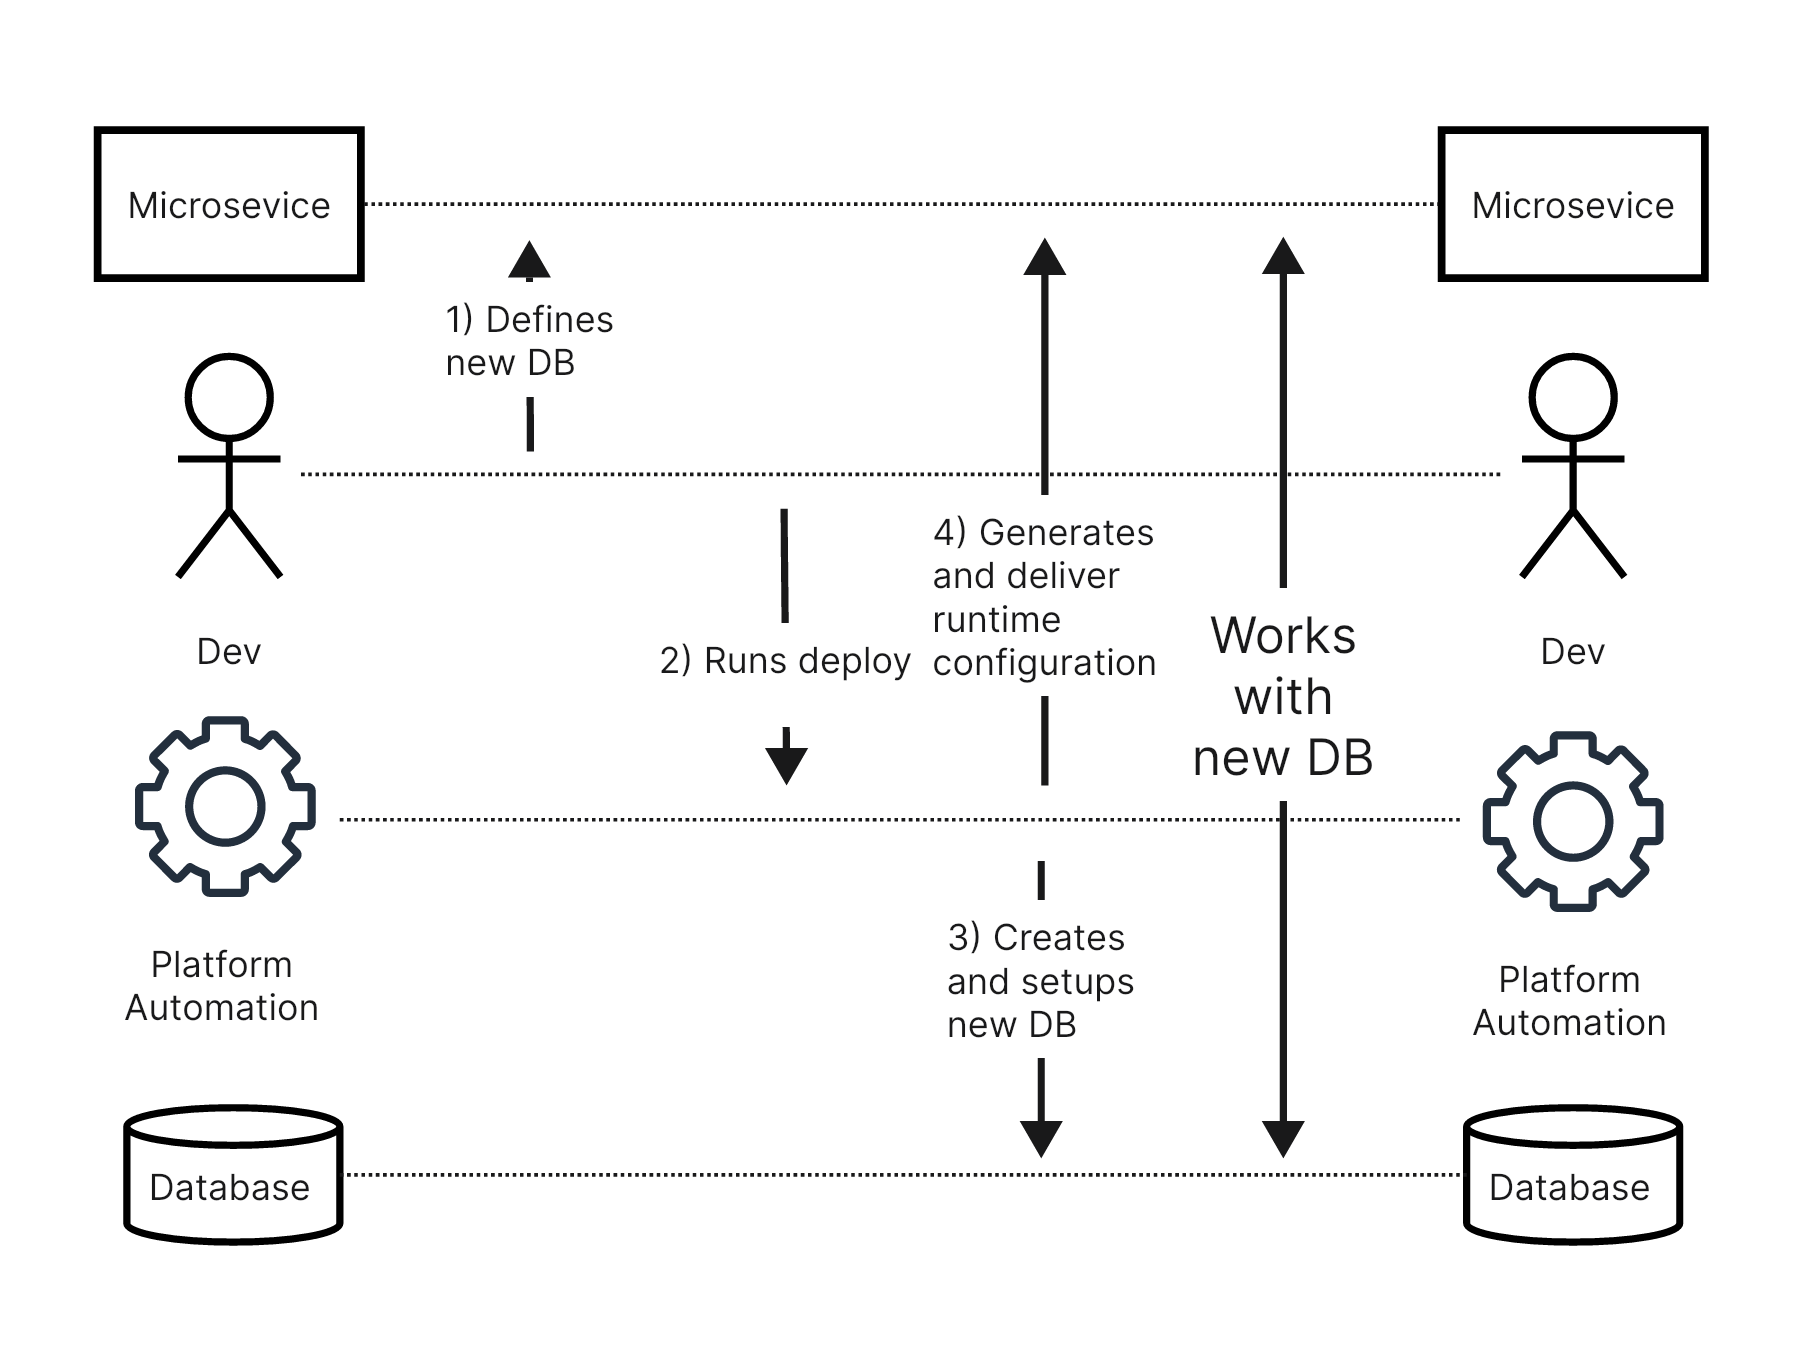 Microsevice
Microsevice
1) Defines
new DB
Dev
Dev
2) Runs deploy
4) Generates
and deliver
runtime
configuration
Works
with
new DB
Platform
Automation
Platform
Automation
3) Creates
and setups
new DB
Database
Database